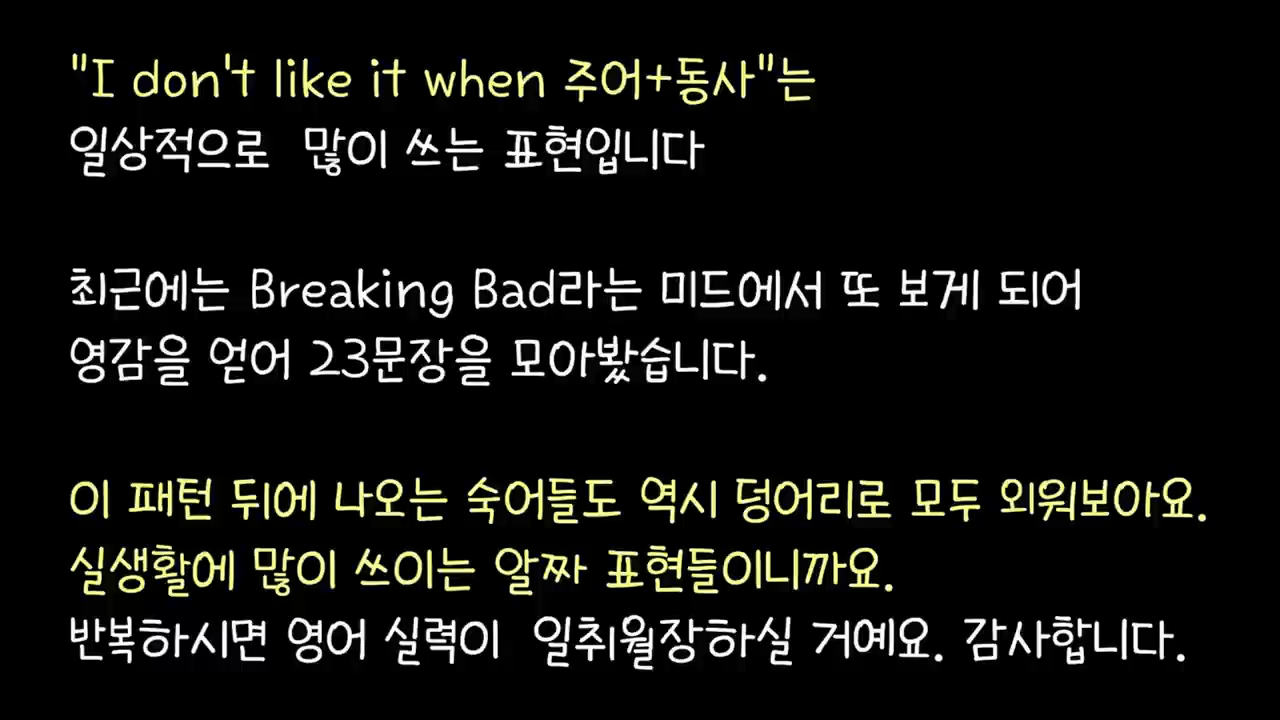 "I don't like it when 주어+동사"는
일상적으로 많이 쓰는 표현입니다
최근에는 Breaking Bad라는 미드에서 또 보게 되어
영감을 얻어 23문장을 모아봤습니다.
이 패턴 뒤에 나오는 숙어들도 역시 덩어리로 모두 외워보아요.
실생활에 많이 쓰이는 알짜 표현들이니까요.
반복하시면 영어 실력이 일취월장하실 거예요. 감사합니다.